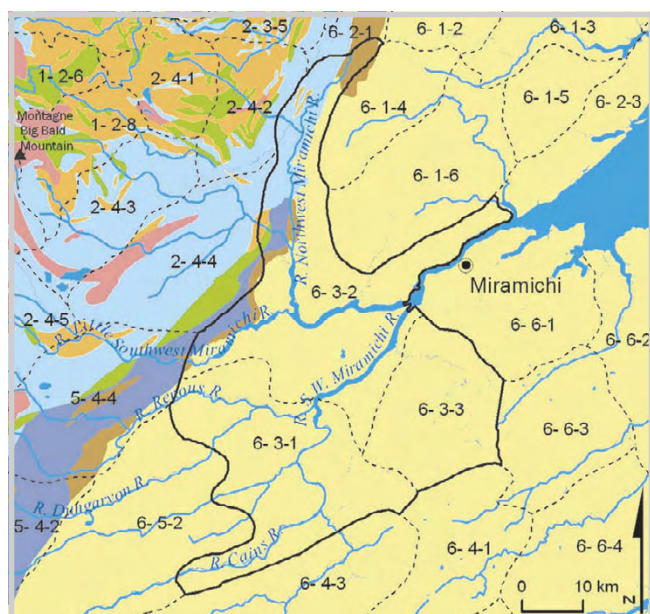 2- 3-5
6- 2-1
6- 1-2
6- 1-3
1- 2-6
2- 4-1
2- 4-2
6- 1-4
6- 1-5
6- 2-3
Montagne
Big Bald
Mountain
1- 2-8
R. Northwest Miramichi R.
6- 1-6
2- 4-3
2- 4-4
6- 3-2
Miramichi
2- 4-5
R. Little Southwest Miramichi R.
6- 6-1
6- 6-2
5- 4-4
R. Renous R.
R. S.W. Miramichi R.
6- 3-3
6- 3-1
6- 6-3
R. Dungarvon R.
5- 4-2
6- 5-2
R. Cains R.
6- 4-3
6- 4-1
6- 6-4
0 10 km
N